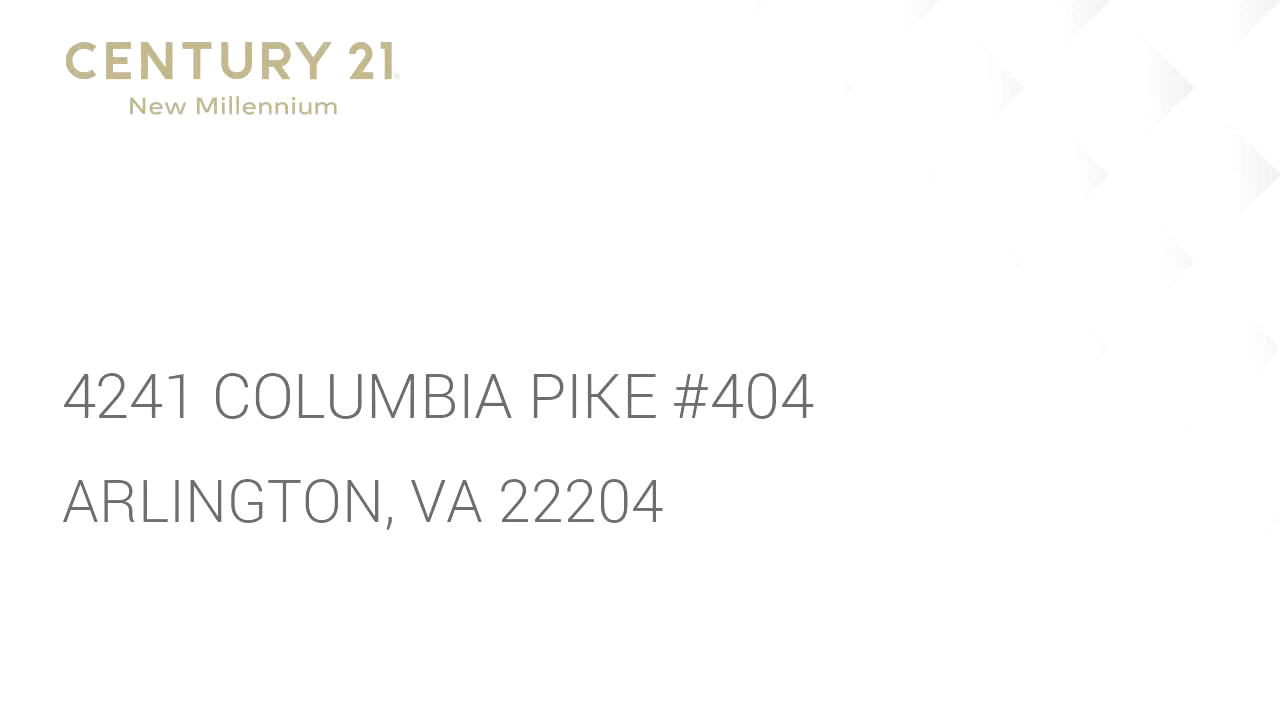 CENTURY 21
New Millennium
4241 COLUMBIA PIKE #404
ARLINGTON, VA 22204